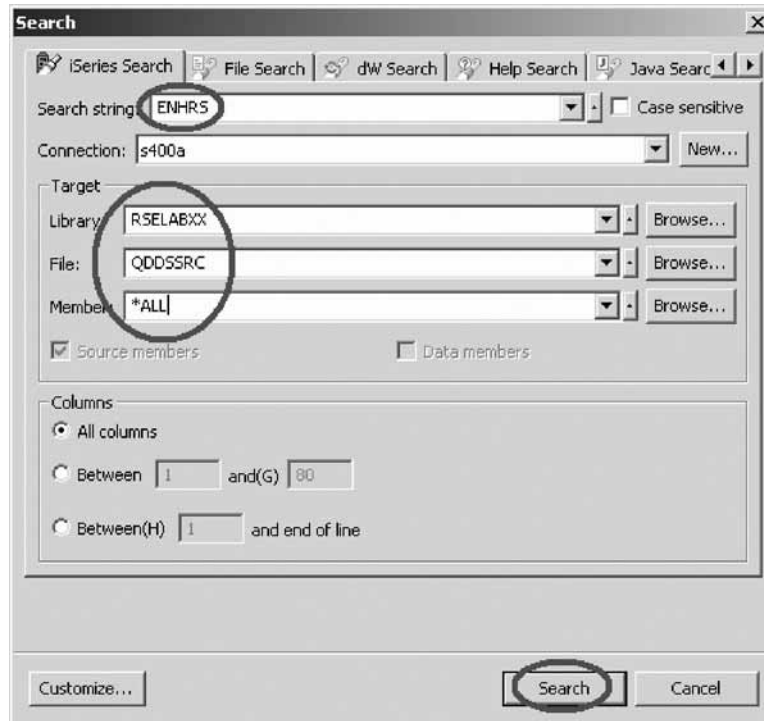 Search
iSeries Search File Search dW Search Help Search Java Searc
Search string: ENHRS Case sensitive
Connection: s400a New...
Target
Library: RSELABXX Browse...
File: QDDSSRC Browse...
Member: *ALL Browse...
Source members Data members
Columns
All columns
Between 1 and(G) 80
Between(H) 1 and end of line
Customize... Search Cancel